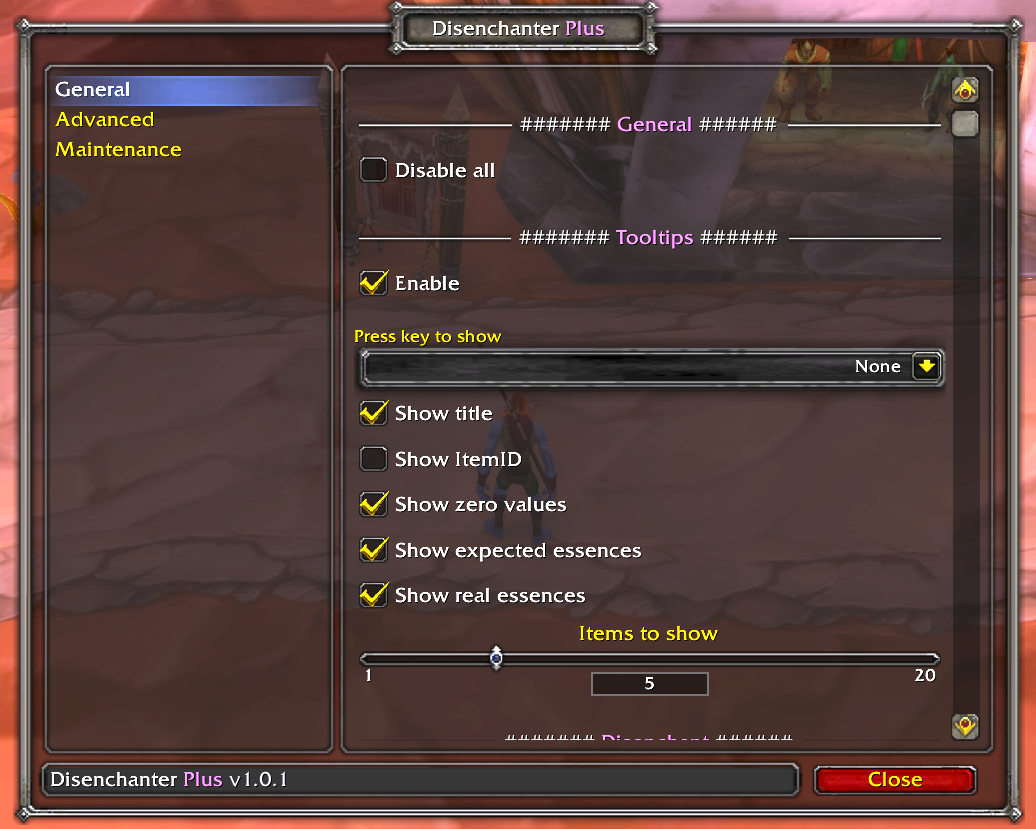 Disenchanter Plus
General
Advanced
Maintenance
####### General ######
Disable all
####### Tooltips ######
Enable
Press key to show
None
Show title
Show ItemID
Show zero values
Show expected essences
Show real essences
Items to show
1
20
5
####### Disenchant ######
Disenchanter Plus v1.0.1
Close